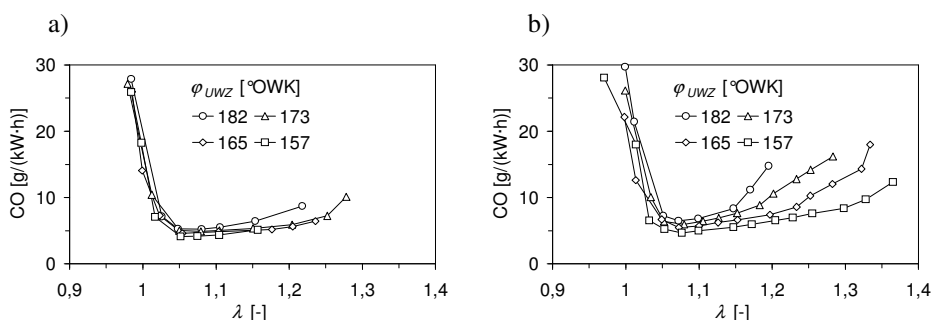 a)
b)
CO [g/(kW·h)]
30
20
10
0
φUWZ [°OWK]
182 173
165 157
0,9 1 1,1 1,2 1,3 1,4
λ [-]
CO [g/(kW·h)]
30
20
10
0
φUWZ [°OWK]
182 173
165 157
0,9 1 1,1 1,2 1,3 1,4
λ [-]